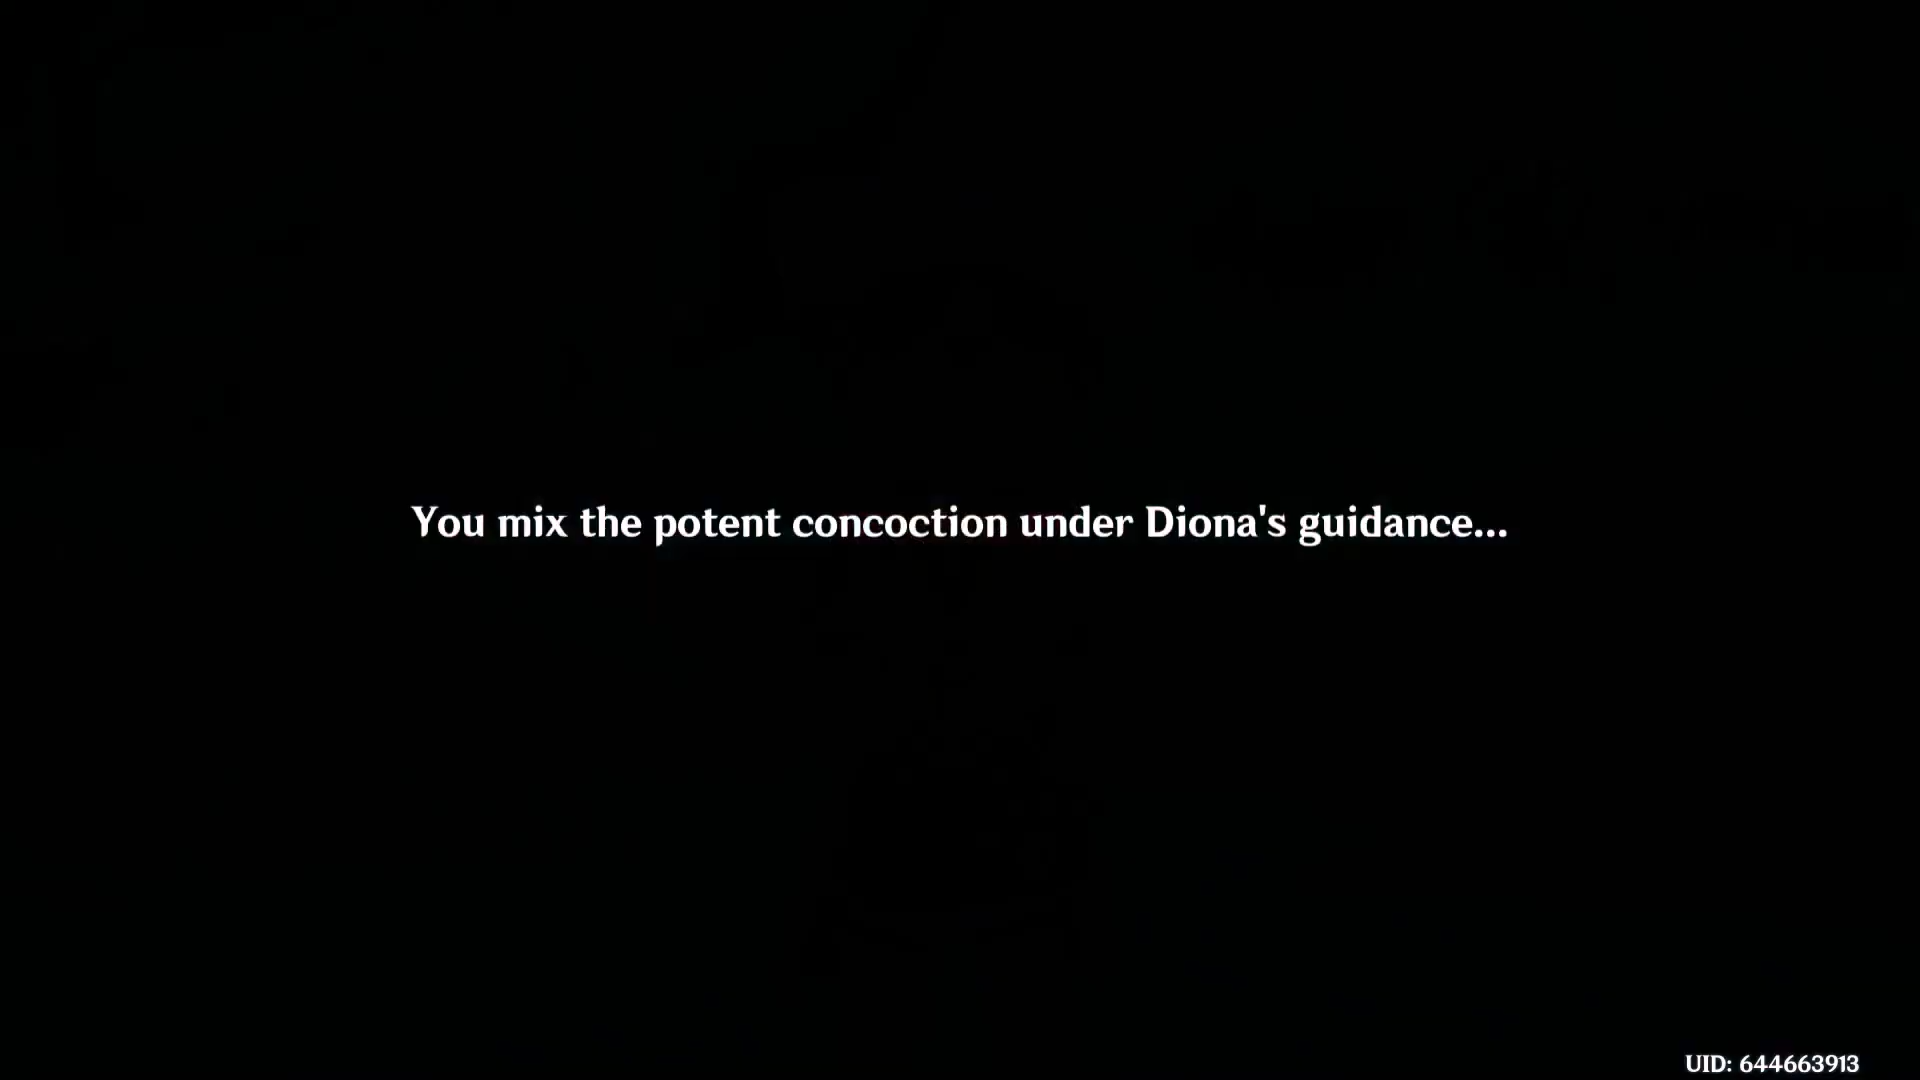 You mix the potent concoction under Diona's guidance...
UID: 644663913